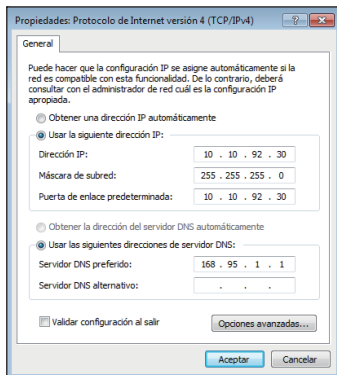 Propiedades: Protocolo de Internet versión 4 (TCP/IPv4)
General
Puede hacer que la configuración IP se asigne automáticamente si la
red es compatible con esta funcionalidad. De lo contrario, deberá
consultar con el administrador de red cuál es la configuración IP
apropiada.
Obtener una dirección IP automáticamente
Usar la siguiente dirección IP:
Dirección IP: 10 . 10 . 92 . 30
Máscara de subred: 255 . 255 . 255 . 0
Puerta de enlace predeterminada: 10 . 10 . 92 . 30
Obtener la dirección del servidor DNS automáticamente
Usar las siguientes direcciones de servidor DNS:
Servidor DNS preferido: 168 . 95 . 1 . 1
Servidor DNS alternativo: . . .
Validar configuración al salir Opciones avanzadas...
Aceptar Cancelar